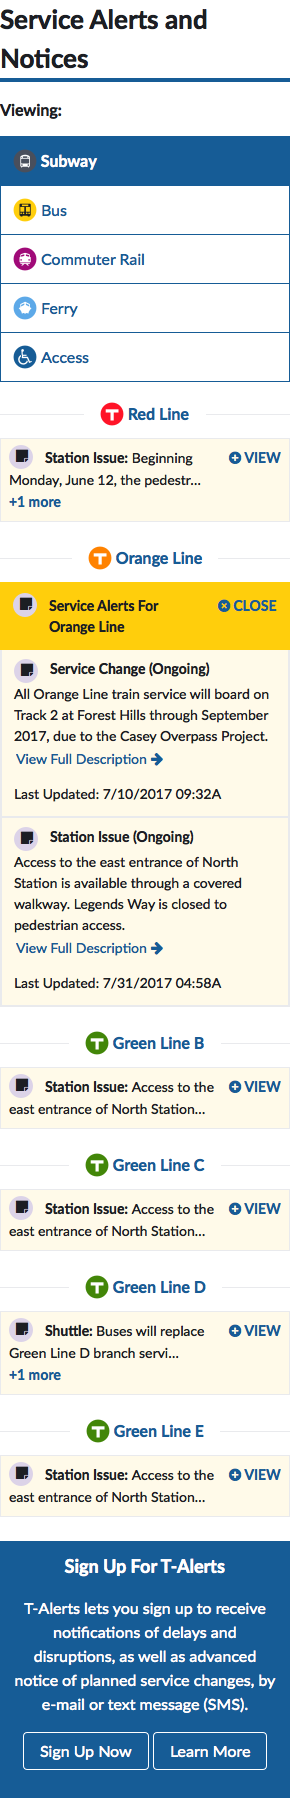 Service Alerts and
Notices
Viewing:
Subway
Bus
Commuter Rail
Ferry
Access
T Red Line
Station Issue: Beginning
VIEW
Monday, June 12, the pedestr...
+1 more
T Orange Line
Service Alerts For
Orange Line
CLOSE
Service Change (Ongoing)
All Orange Line train service will board on
Track 2 at Forest Hills through September
2017, due to the Casey Overpass Project.
View Full Description
Last Updated: 7/10/2017 09:32A
Station Issue (Ongoing)
Access to the east entrance of North
Station is available through a covered
walkway. Legends Way is closed to
pedestrian access.
View Full Description
Last Updated: 7/31/2017 04:58A
T Green Line B
Station Issue: Access to the
VIEW
east entrance of North Station...
T Green Line C
Station Issue: Access to the
VIEW
east entrance of North Station...
T Green Line D
Shuttle: Buses will replace
VIEW
Green Line D branch servi...
+1 more
T Green Line E
Station Issue: Access to the
VIEW
east entrance of North Station...
Sign Up For T-Alerts
T-Alerts lets you sign up to receive
notifications of delays and
disruptions, as well as advanced
notice of planned service changes, by
e-mail or text message (SMS).
Sign Up Now
Learn More